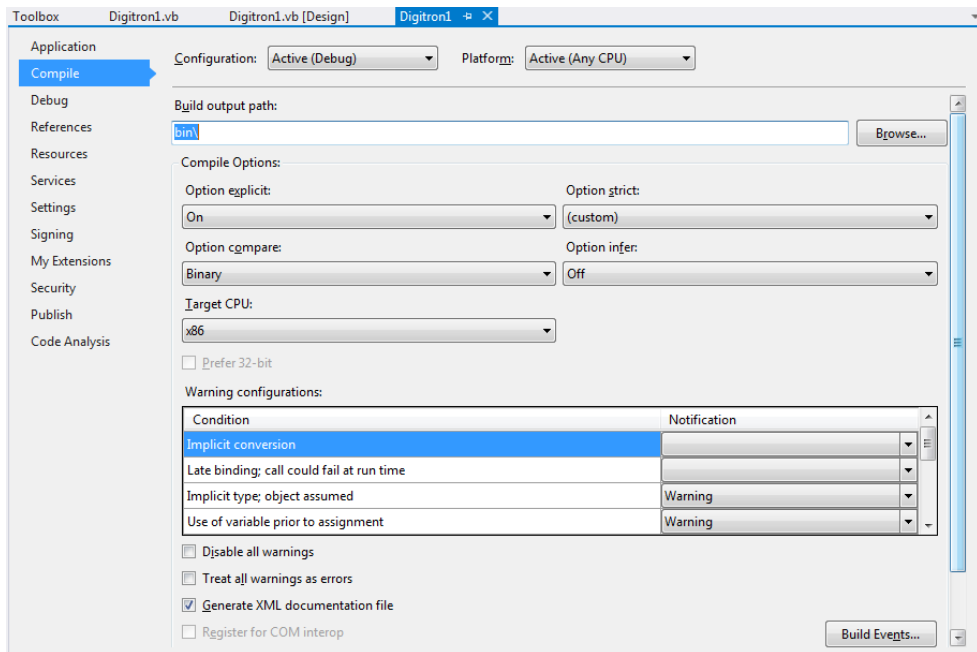 Toolbox Digitron1.vb Digitron1.vb [Design] Digitron1
Application
Compile
Debug
References
Resources
Services
Settings
Signing
My Extensions
Security
Publish
Code Analysis
Configuration: Active (Debug) Platform: Active (Any CPU)
Build output path:
bin\ Browse...
Compile Options:
Option explicit: Option strict:
On (custom)
Option compare: Option infer:
Binary Off
Target CPU:
x86
Prefer 32-bit
Warning configurations:
Condition Notification
Implicit conversion
Late binding; call could fail at run time
Implicit type; object assumed Warning
Use of variable prior to assignment Warning
Disable all warnings
Treat all warnings as errors
Generate XML documentation file
Register for COM interop Build Events...